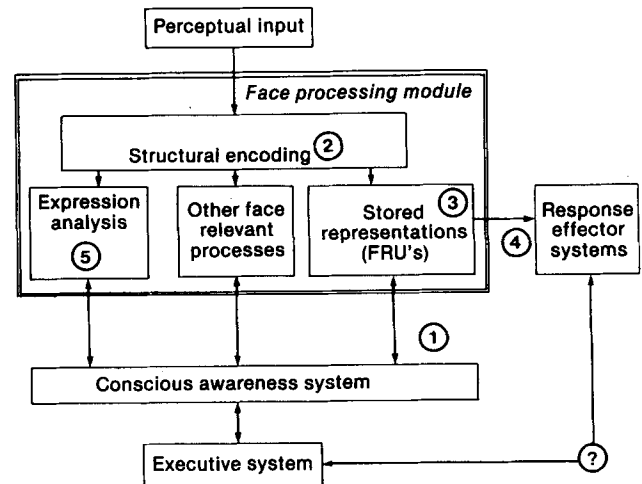 Perceptual input
Face processing module
Structural encoding
2
Expression
analysis
5
Other face
relevant
processes
3
Stored
representations
(FRU's)
4
Response
effector
systems
1
Conscious awareness system
Executive system
?